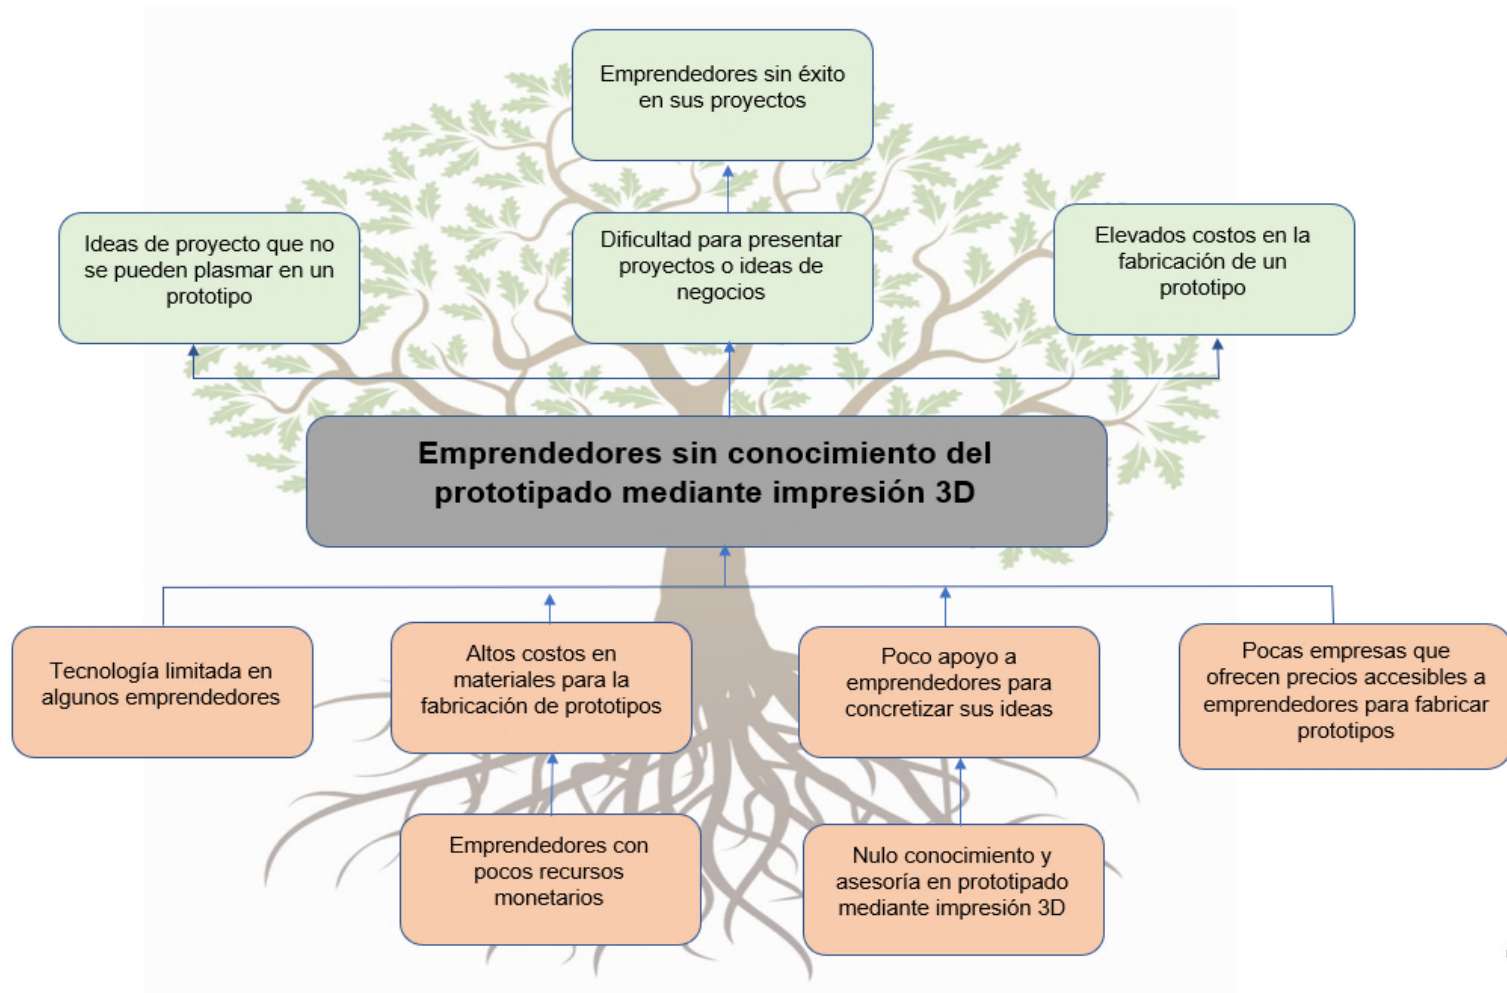 Emprendedores sin éxito
en sus proyectos
Ideas de proyecto que no
se pueden plasmar en un
prototipo
Dificultad para presentar
proyectos o ideas de
negocios
Elevados costos en la
fabricación de un
prototipo
Emprendedores sin conocimiento del
prototipado mediante impresión 3D
Tecnología limitada en
algunos emprendedores
Altos costos en
materiales para la
fabricación de prototipos
Poco apoyo a
emprendedores para
concretizar sus ideas
Pocas empresas que
ofrecen precios accesibles a
emprendedores para fabricar
prototipos
Emprendedores con
pocos recursos
monetarios
Nulo conocimiento y
asesoría en prototipado
mediante impresión 3D